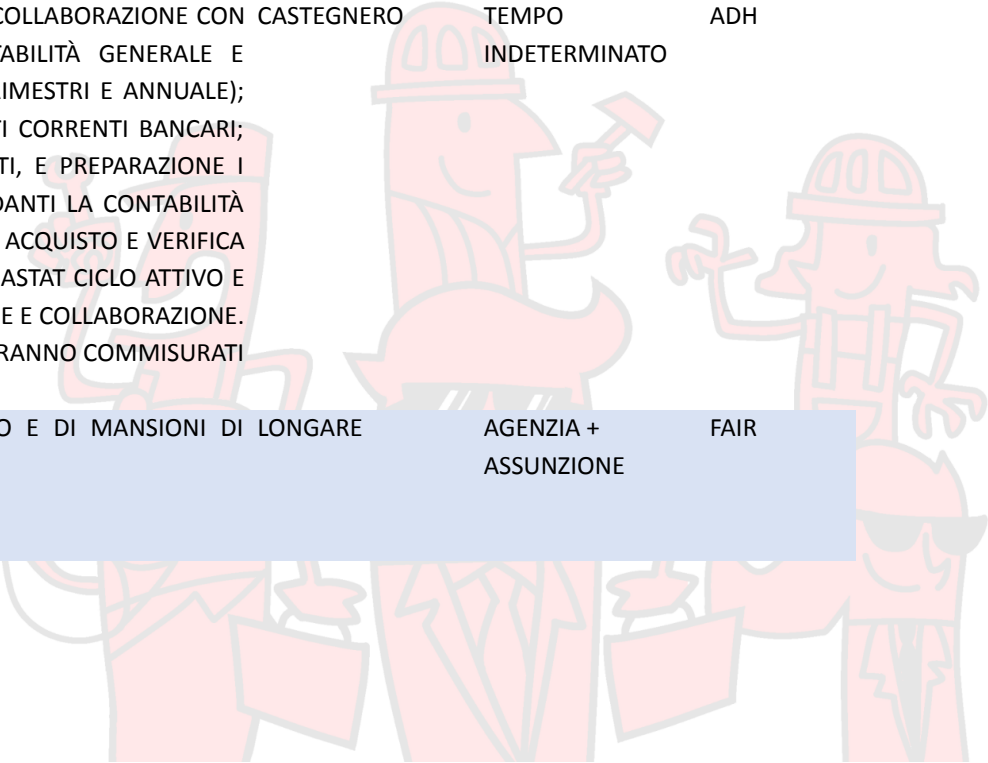 COLLABORAZIONE CON CASTEGNERO TEMPO ADH
TABILITÀ GENERALE E INDETERMINATO
IMESTRI E ANNUALE);
TI CORRENTI BANCARI;
TI, E PREPARAZIONE I
DANTI LA CONTABILITÀ
ACQUISTO E VERIFICA
ASTAT CICLO ATTIVO E
E E COLLABORAZIONE.
RANNO COMMISURATI
O E DI MANSIONI DI LONGARE AGENZIA + FAIR
ASSUNZIONE